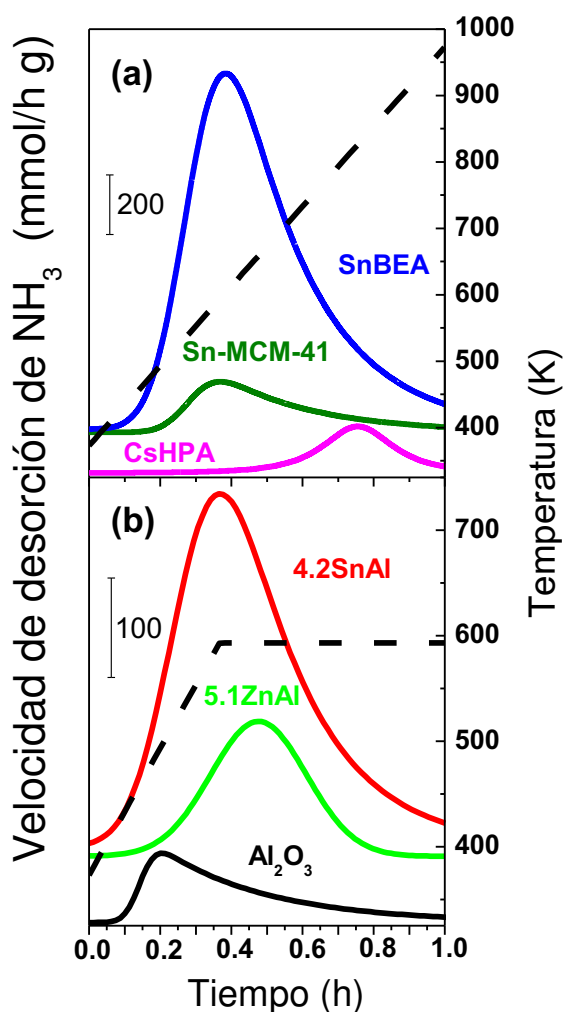 Velocidad de desorción de NH₃ (mmol/h g)
(a)
200
SnBEA
Sn-MCM-41
CsHPA
1000
900
800
700
600
500
400
Temperatura (K)
(b)
100
4.2SnAl
5.1ZnAl
Al₂O₃
700
600
500
400
0.0 0.2 0.4 0.6 0.8 1.0
Tiempo (h)